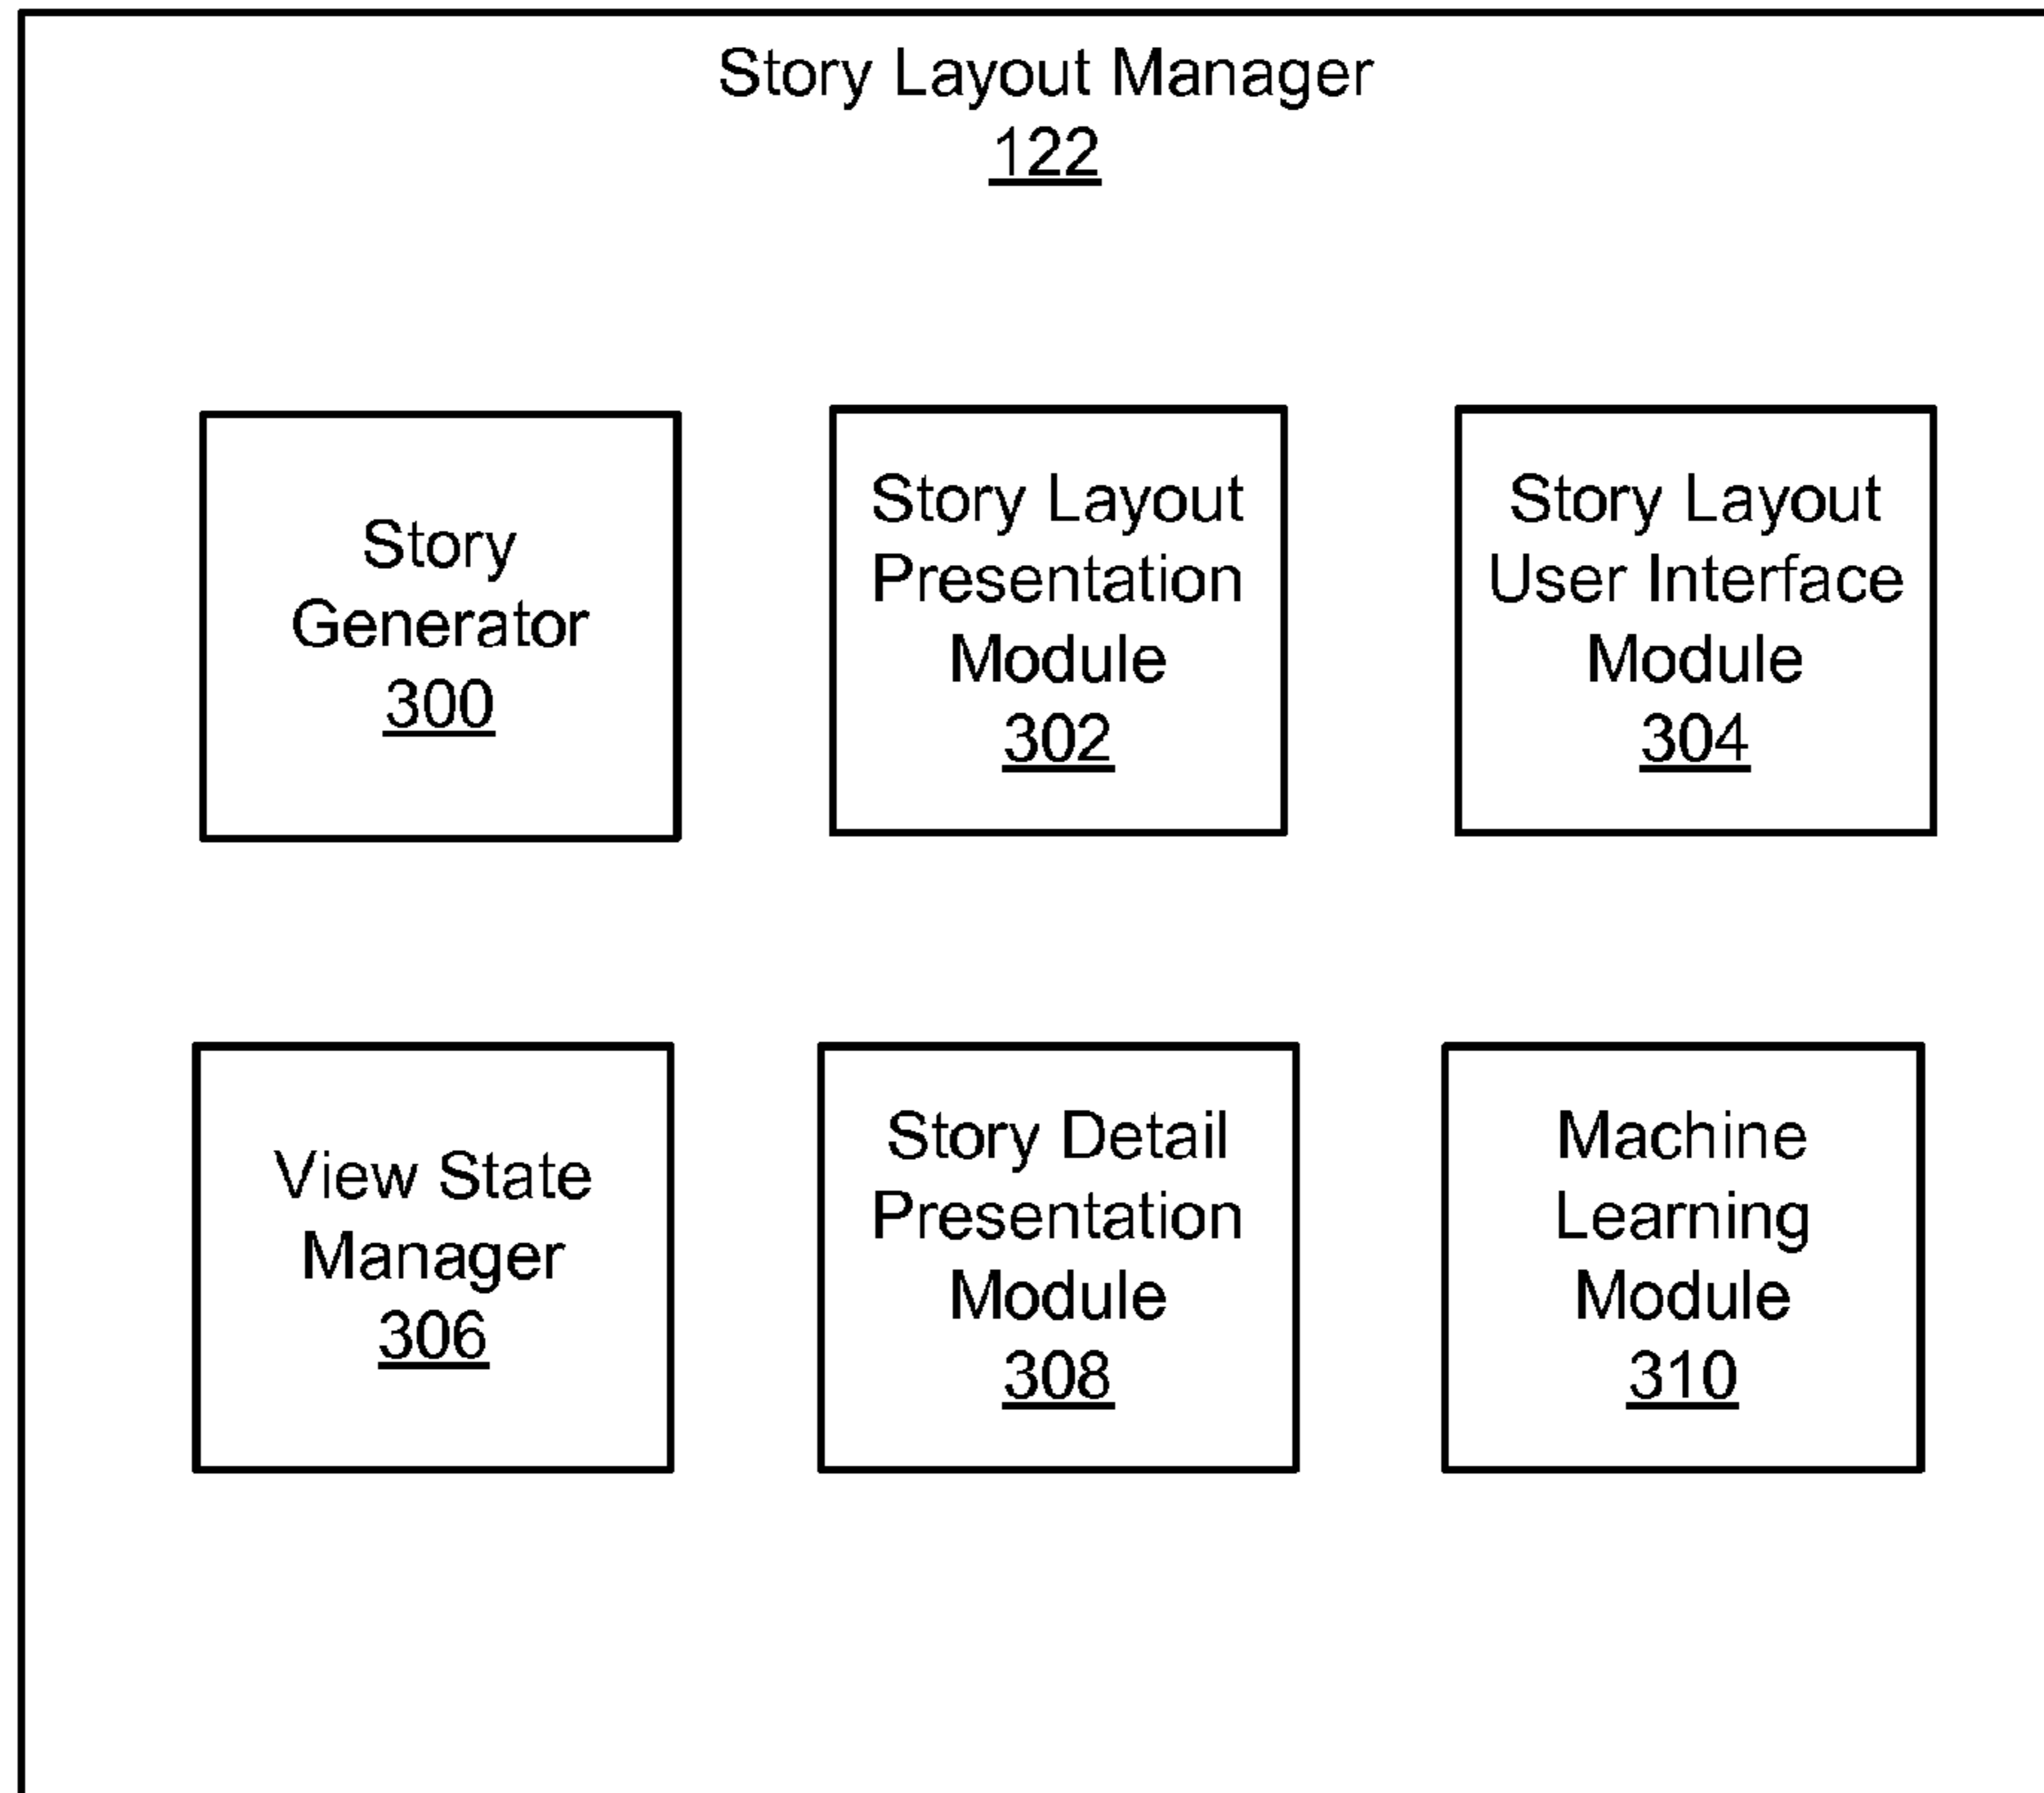 Story Layout Manager
122
Story
Generator
300
Story Layout
Presentation
Module
302
Story Layout
User Interface
Module
304
View State
Manager
306
Story Detail
Presentation
Module
308
Machine
Learning
Module
310